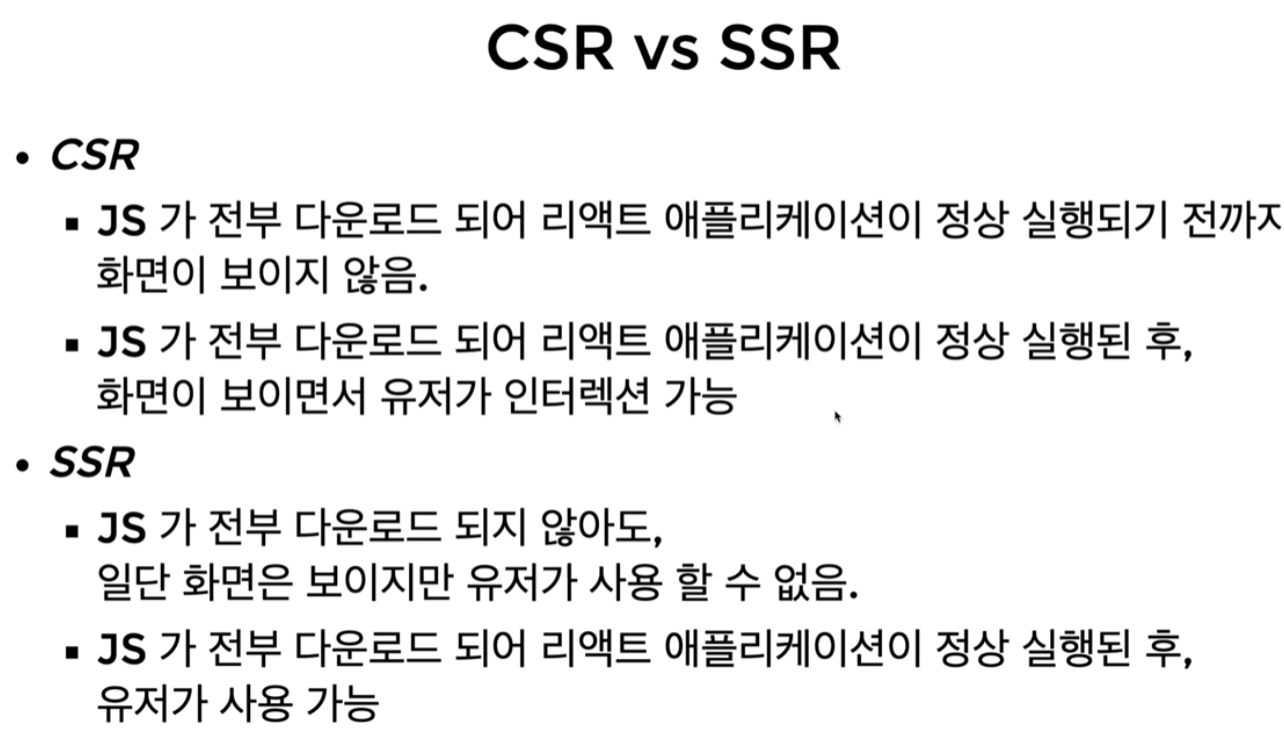 CSR vs SSR
• CSR
▪ JS 가 전부 다운로드 되어 리액트 애플리케이션이 정상 실행되기 전까지
화면이 보이지 않음.
▪ JS 가 전부 다운로드 되어 리액트 애플리케이션이 정상 실행된 후,
화면이 보이면서 유저가 인터렉션 가능
• SSR
▪ JS 가 전부 다운로드 되지 않아도,
일단 화면은 보이지만 유저가 사용 할 수 없음.
▪ JS 가 전부 다운로드 되어 리액트 애플리케이션이 정상 실행된 후,
유저가 사용 가능